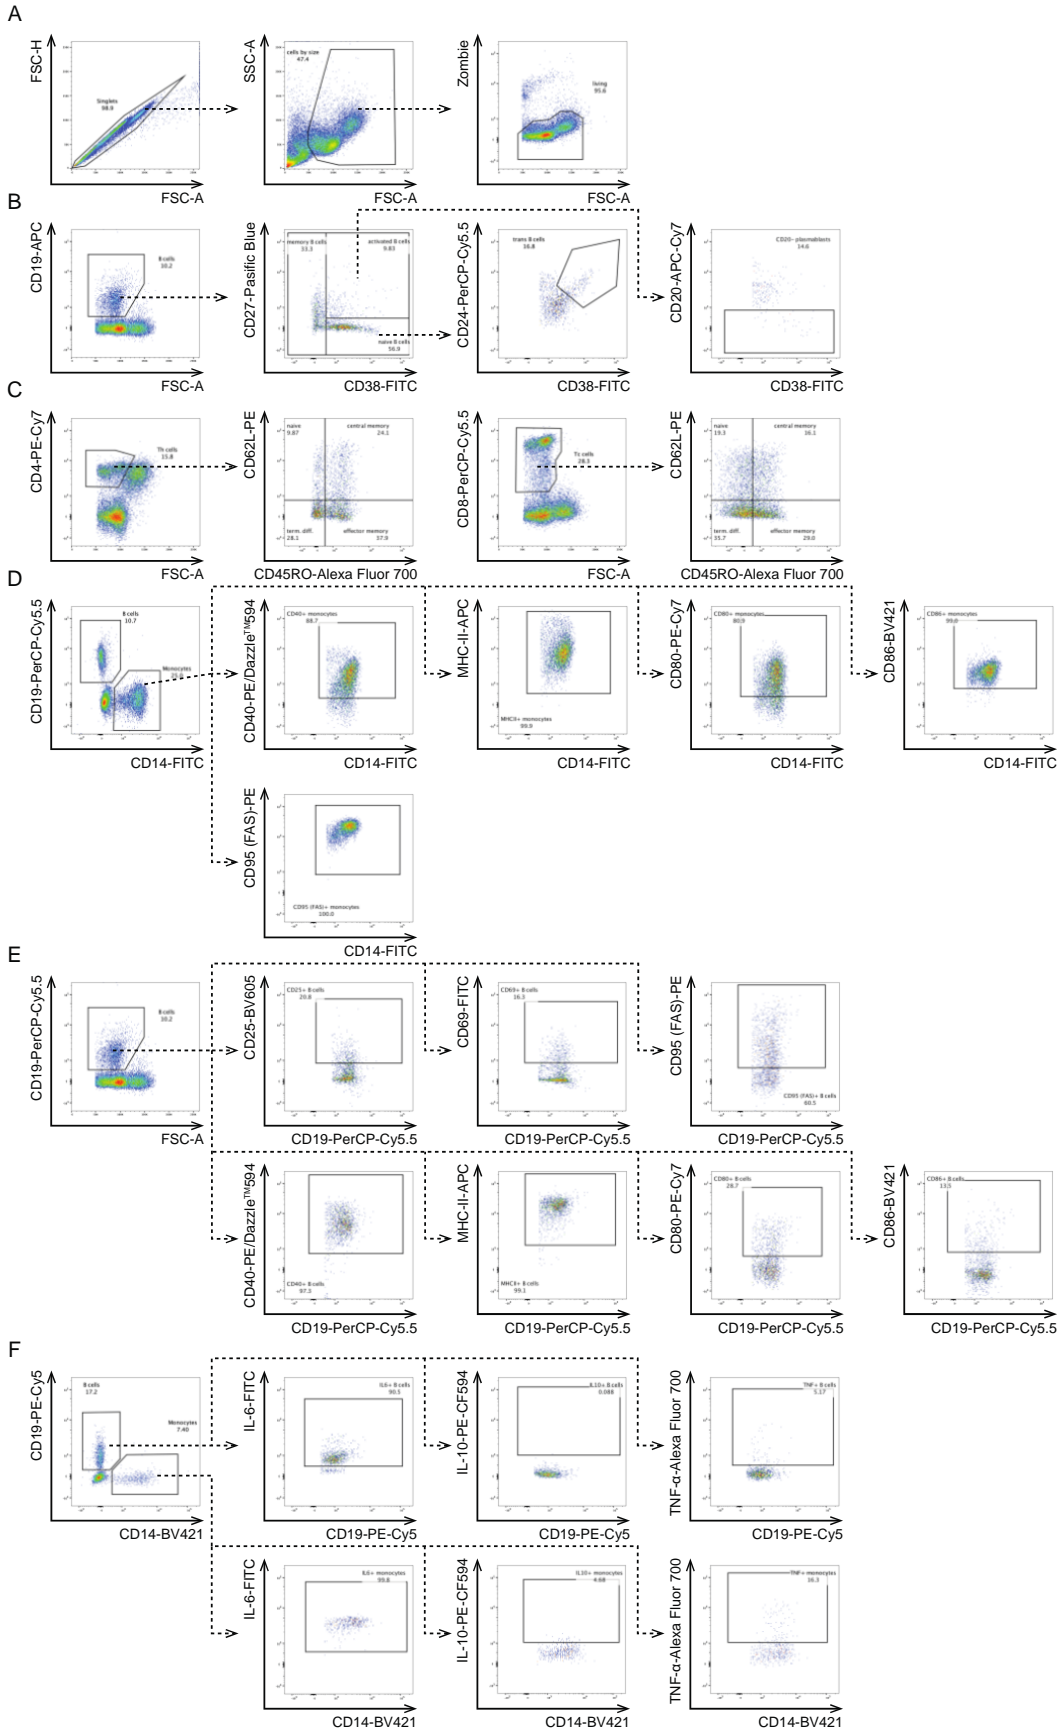 A
FSC-H
Singlets
98.9
FSC-A
SSC-A
cells by size
47.4
FSC-A
Zombie
living
95.6
FSC-A
B
CD19-APC
B cells
10.2
FSC-A
CD27-Pasific Blue
memory B cells
33.3
activated B cells
9.83
naive B cells
56.9
CD38-FITC
CD24-PerCP-Cy5.5
trans B cells
16.8
CD38-FITC
CD20-APC-Cy7
CD20- plasmablasts
14.6
CD38-FITC
C
CD4-PE-Cy7
Th cells
15.8
FSC-A
CD62L-PE
naive
9.87
central memory
24.1
term. diff.
28.1
effector memory
37.9
CD45RO-Alexa Fluor 700
CD8-PerCP-Cy5.5
Tc cells
28.3
FSC-A
CD62L-PE
naive
19.3
central memory
16.1
term. diff.
35.7
effector memory
29.0
CD45RO-Alexa Fluor 700
D
CD19-PerCP-Cy5.5
B cells
10.7
Monocytes
CD14-FITC
CD40-PE/Dazzle™594
CD40+ monocytes
88.7
CD14-FITC
MHC-II-APC
MHCII+ monocytes
99.9
CD14-FITC
CD80-PE-Cy7
CD80+ monocytes
80.9
CD14-FITC
CD86-BV421
CD86+ monocytes
99.0
CD14-FITC
CD95 (FAS)-PE
CD95 (FAS)+ monocytes
100.0
CD14-FITC
E
CD19-PerCP-Cy5.5
B cells
10.2
FSC-A
CD25-BV605
CD25+ B cells
20.8
CD19-PerCP-Cy5.5
CD69-FITC
CD69+ B cells
16.3
CD19-PerCP-Cy5.5
CD95 (FAS)-PE
CD95 (FAS)+ B cells
60.5
CD19-PerCP-Cy5.5
CD40-PE/Dazzle™594
CD40+ B cells
97.3
CD19-PerCP-Cy5.5
MHC-II-APC
MHCII+ B cells
99.1
CD19-PerCP-Cy5.5
CD80-PE-Cy7
CD80+ B cells
28.7
CD19-PerCP-Cy5.5
CD86-BV421
CD86+ B cells
13.5
CD19-PerCP-Cy5.5
F
CD19-PE-Cy5
B cells
17.2
Monocytes
7.40
CD14-BV421
IL-6-FITC
IL6+ B cells
90.5
CD19-PE-Cy5
IL-10-PE-CF594
IL10+ B cells
0.088
CD19-PE-Cy5
TNF-α-Alexa Fluor 700
TNF+ B cells
5.17
CD19-PE-Cy5
IL-6-FITC
IL6+ monocytes
99.8
CD14-BV421
IL-10-PE-CF594
IL10+ monocytes
4.68
CD14-BV421
TNF-α-Alexa Fluor 700
TNF+ monocytes
16.3
CD14-BV421